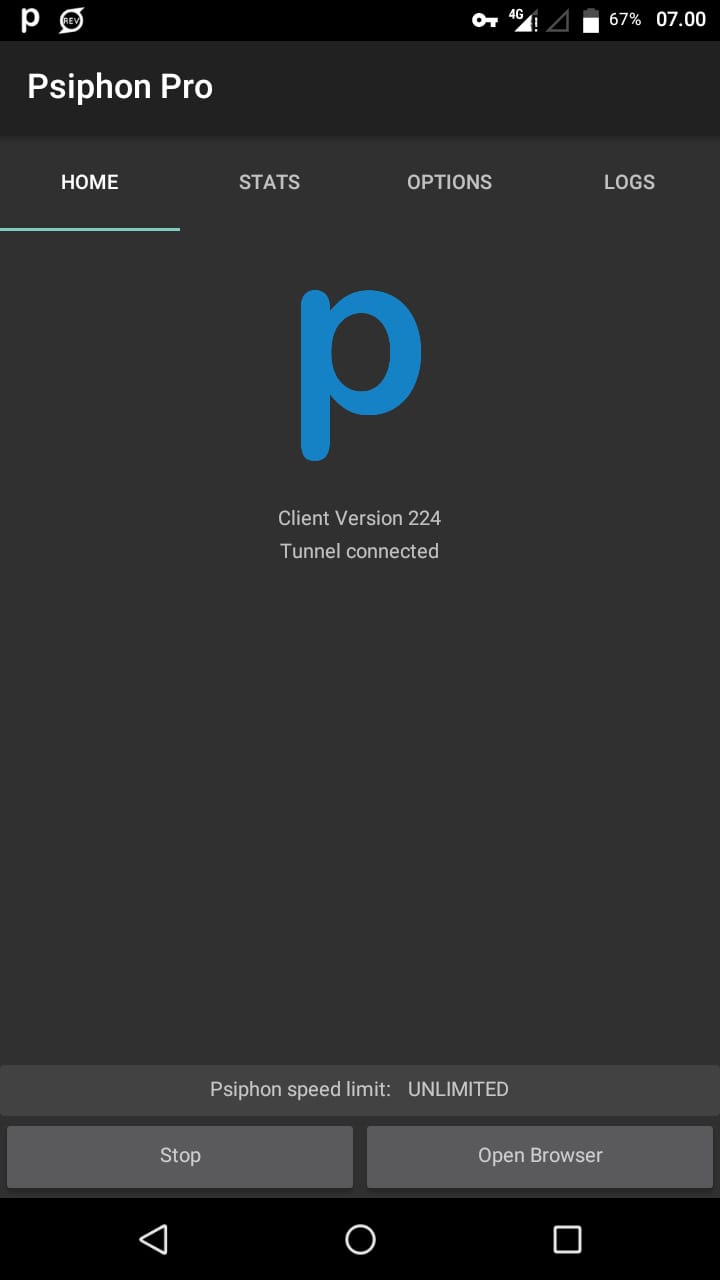 p REV 4G 67% 07.00
Psiphon Pro
HOME STATS OPTIONS LOGS
p
Client Version 224
Tunnel connected
Psiphon speed limit: UNLIMITED
Stop Open Browser